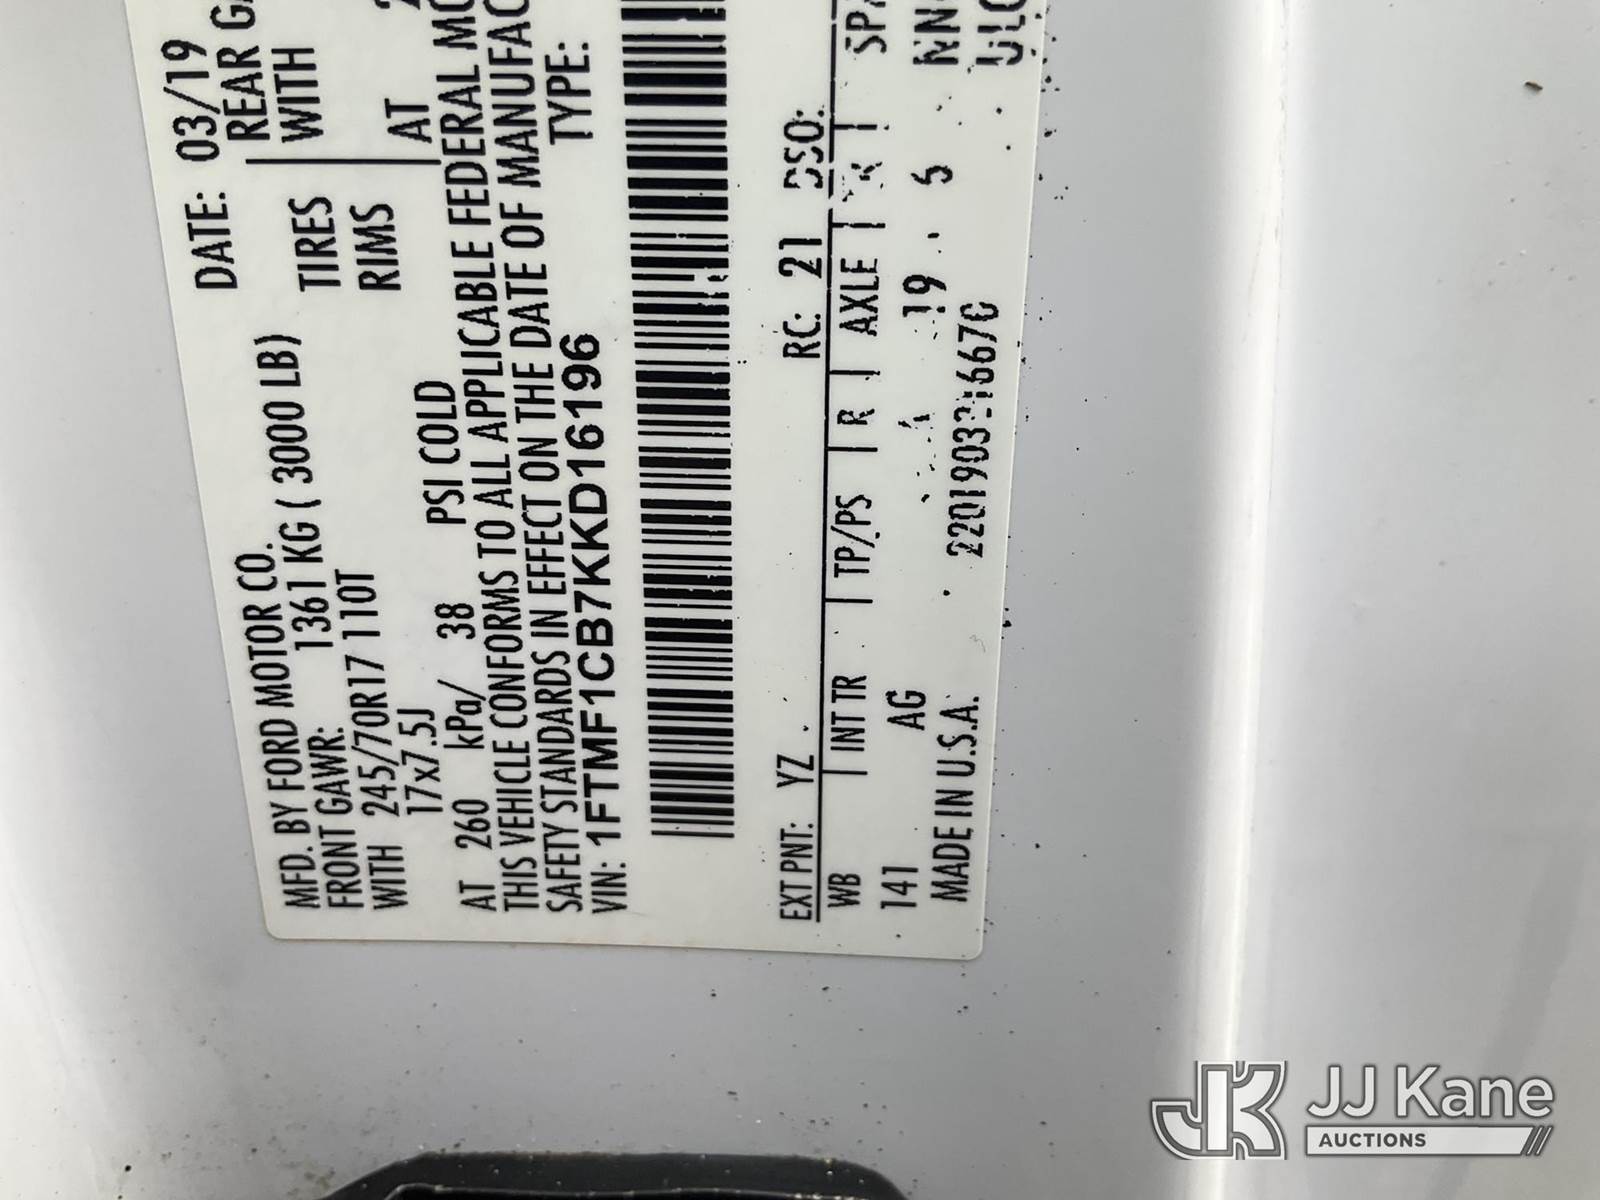 MFD. BY FORD MOTOR CO. DATE: 03/19
FRONT GAWR: 1361 KG ( 3000 LB) REAR
WITH 245/70R17 110T TIRES WITH
17x7.5J RIMS
AT 260 kPa/ 38 PSI COLD AT
THIS VEHICLE CONFORMS TO ALL APPLICABLE FEDERAL
SAFETY STANDARDS IN EFFECT ON THE DATE OF
VIN: 1FTMF1CB7KKD16196 TYPE:
EXT PNT: YZ RC: 21 DSO:
WB INT TR TP/PS R AXLE
141 AG 19 5
MADE IN U.S.A.
JJ Kane
AUCTIONS